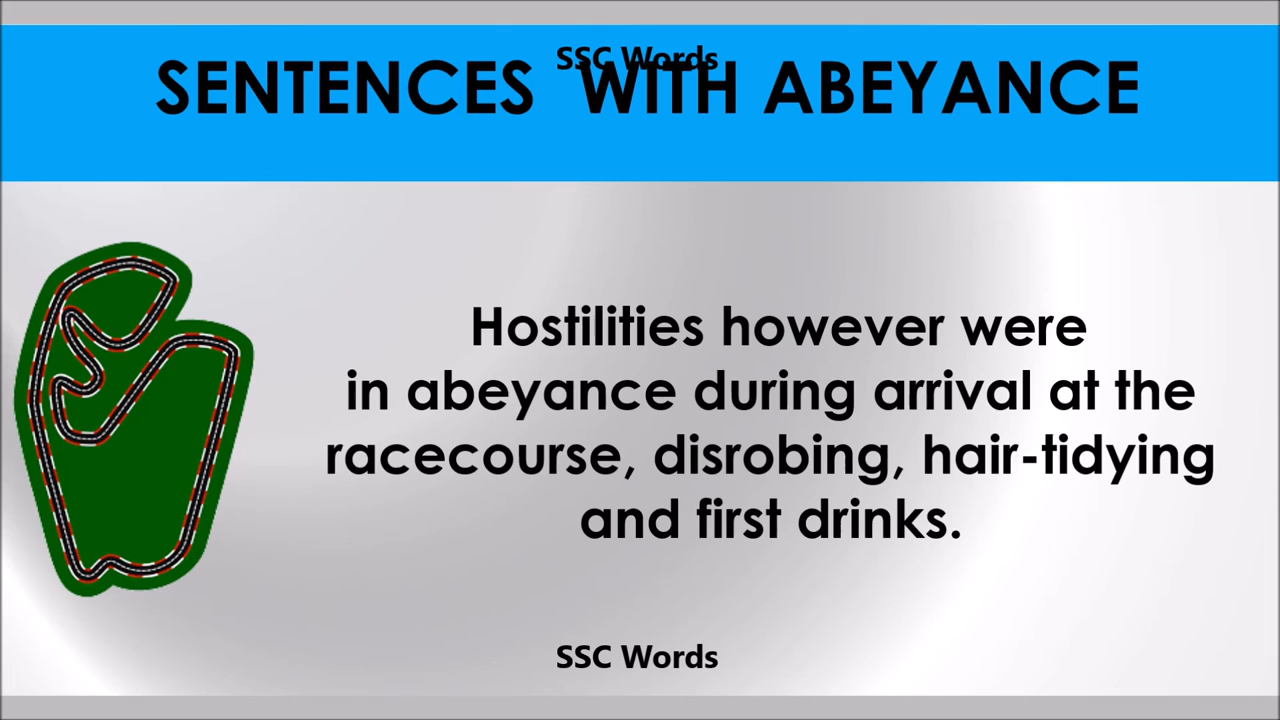 SSC Words
SENTENCES WITH ABEYANCE
Hostilities however were
in abeyance during arrival at the
racecourse, disrobing, hair-tidying
and first drinks.
SSC Words